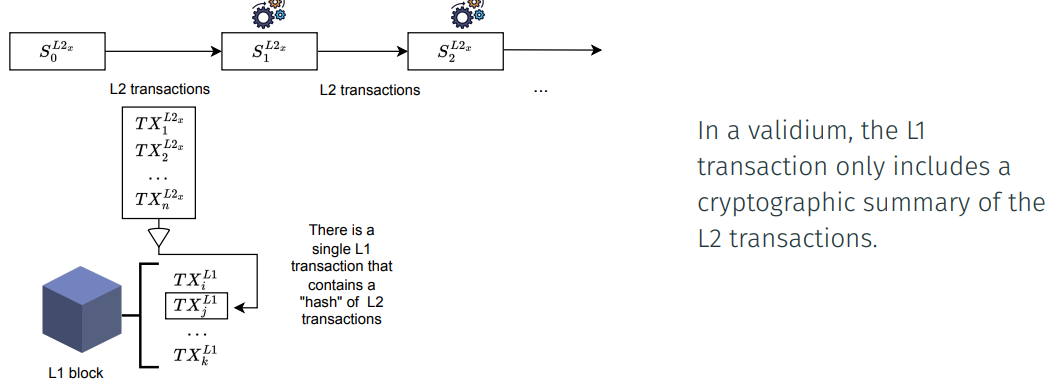 S_0^{L2_x}
S_1^{L2_x}
S_2^{L2_x}
L2 transactions
L2 transactions
...
TX_1^{L2_x}
TX_2^{L2_x}
...
TX_n^{L2_x}
There is a
single L1
transaction that
contains a
"hash" of L2
transactions
TX_i^{L1}
TX_j^{L1}
...
TX_k^{L1}
L1 block
In a validium, the L1
transaction only includes a
cryptographic summary of the
L2 transactions.